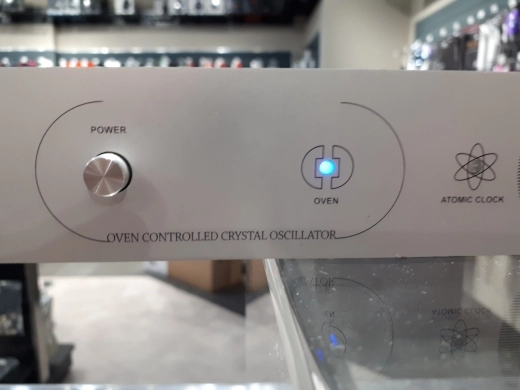 POWER
OVEN
ATOMIC CLOCK
OVEN CONTROLLED CRYSTAL OSCILLATOR